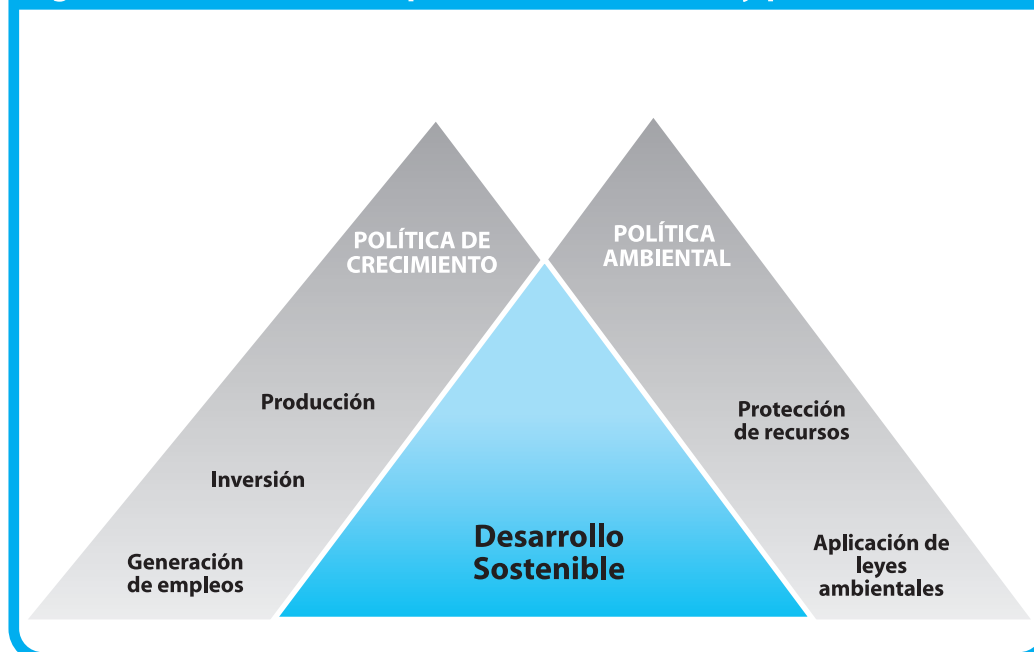 POLÍTICA DE
CRECIMIENTO
Producción
Inversión
Generación
de empleos
POLÍTICA
AMBIENTAL
Protección
de recursos
Aplicación de
leyes
ambientales
Desarrollo
Sostenible